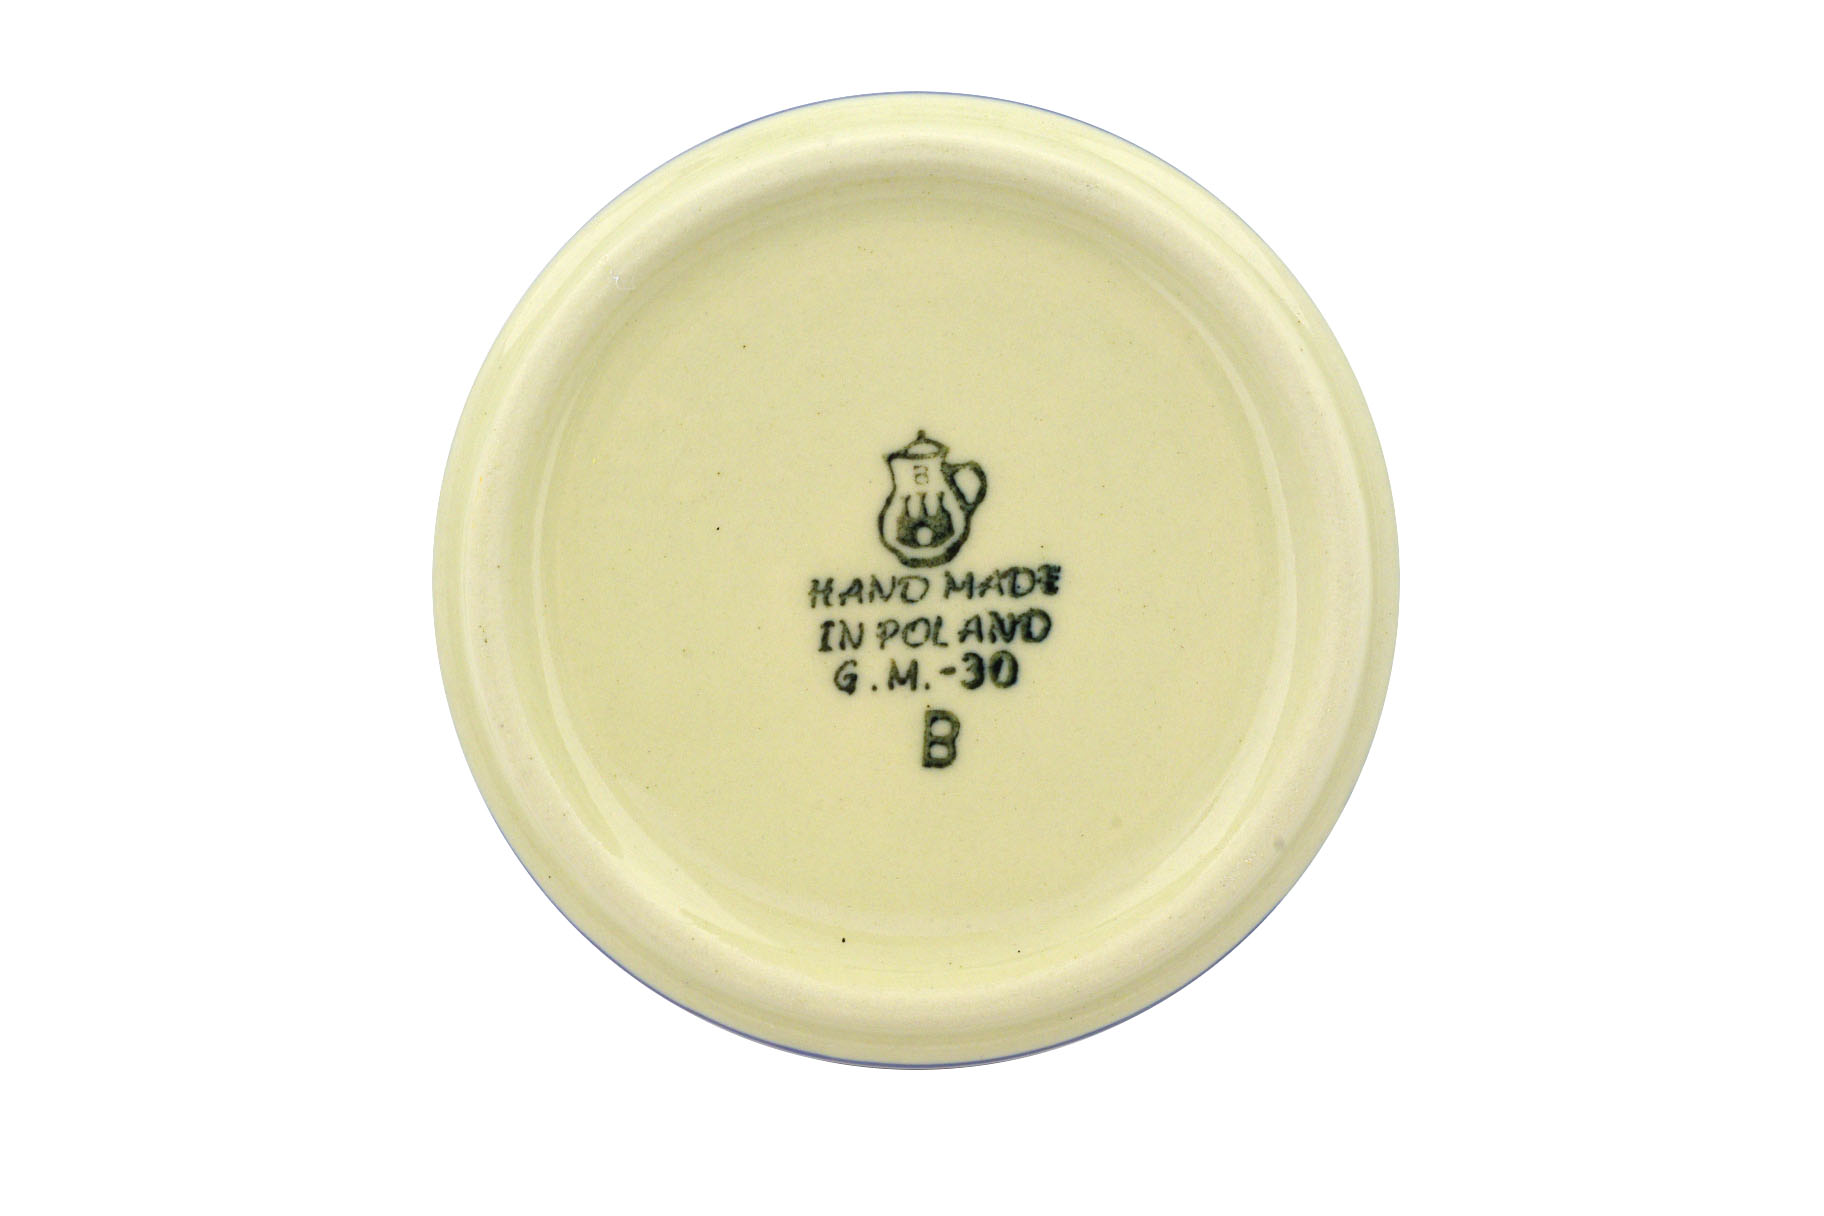 B
HAND MADE
IN POLAND
G.M.-30
B